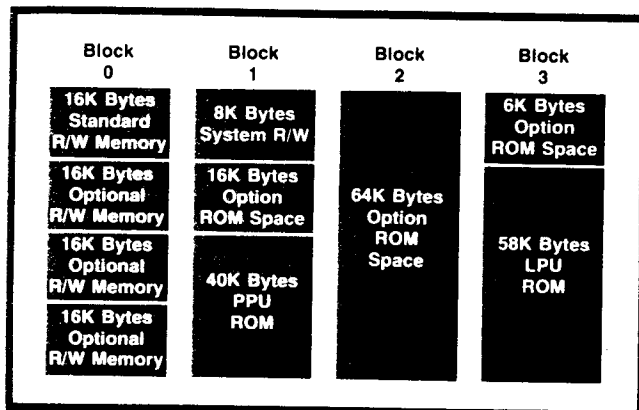 Block
0
16K Bytes
Standard
R/W Memory
16K Bytes
Optional
R/W Memory
16K Bytes
Optional
R/W Memory
16K Bytes
Optional
R/W Memory
Block
1
8K Bytes
System R/W
16K Bytes
Option
ROM Space
40K Bytes
PPU
ROM
Block
2
64K Bytes
Option
ROM
Space
Block
3
6K Bytes
Option
ROM Space
58K Bytes
LPU
ROM